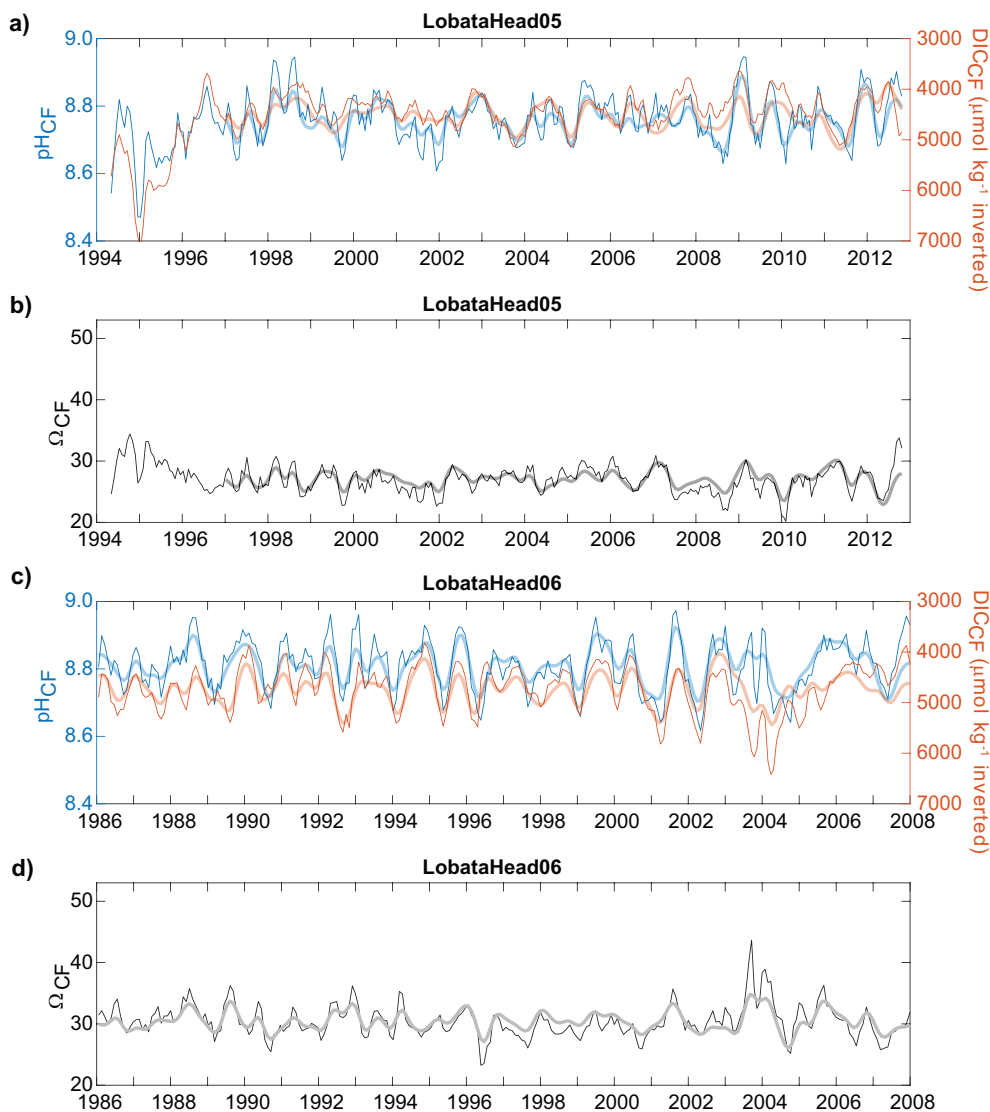 a)
LobataHead05
9.0
8.8
8.6
8.4
pHCF
3000
4000
5000
6000
7000
DICCF (μmol kg-1 inverted)
1994 1996 1998 2000 2002 2004 2006 2008 2010 2012
b)
LobataHead05
50
40
30
20
ΩCF
1994 1996 1998 2000 2002 2004 2006 2008 2010 2012
c)
LobataHead06
9.0
8.8
8.6
8.4
pHCF
3000
4000
5000
6000
7000
DICCF (μmol kg-1 inverted)
1986 1988 1990 1992 1994 1996 1998 2000 2002 2004 2006 2008
d)
LobataHead06
50
40
30
20
ΩCF
1986 1988 1990 1992 1994 1996 1998 2000 2002 2004 2006 2008